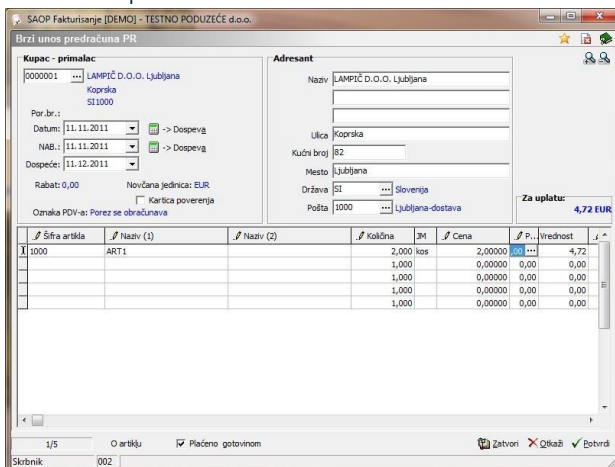 SAOP Fakturisanje [DEMO] - TESTNO PODUZEĆE d.o.o.
Brzi unos predračuna PR
Kupac - primalac
0000001 ... LAMPIČ D.O.O. Ljubljana
Koprska
SI1000
Por.br.:
Datum: 11.11.2011 -> Dospeva
NAB.: 11.11.2011 -> Dospeva
Dospeće: 11.12.2011
Rabat: 0,00 Novčana jedinica: EUR
Kartica poverenja
Oznaka PDV-a: Porez se obračunava
Adresant
Naziv LAMPIČ D.O.O. Ljubljana
Ulica Koprska
Kućni broj 82
Mesto Ljubljana
Država SI ... Slovenija
Pošta 1000 ... Ljubljana-dostava
Za uplatu:
4,72 EUR
Šifra artikla Naziv (1) Naziv (2) Količna JM Cena P... Vrednost
1000 ART1 2,000 kos 2,00000 ,00 ... 4,72
1,000 0,00000 0,00 0,00
1,000 0,00000 0,00 0,00
1,000 0,00000 0,00 0,00
1,000 0,00000 0,00 0,00
1/5 O artiklu Plaćeno gotovinom Zatvori Otkaži Potvrdi
Skrbnik 002